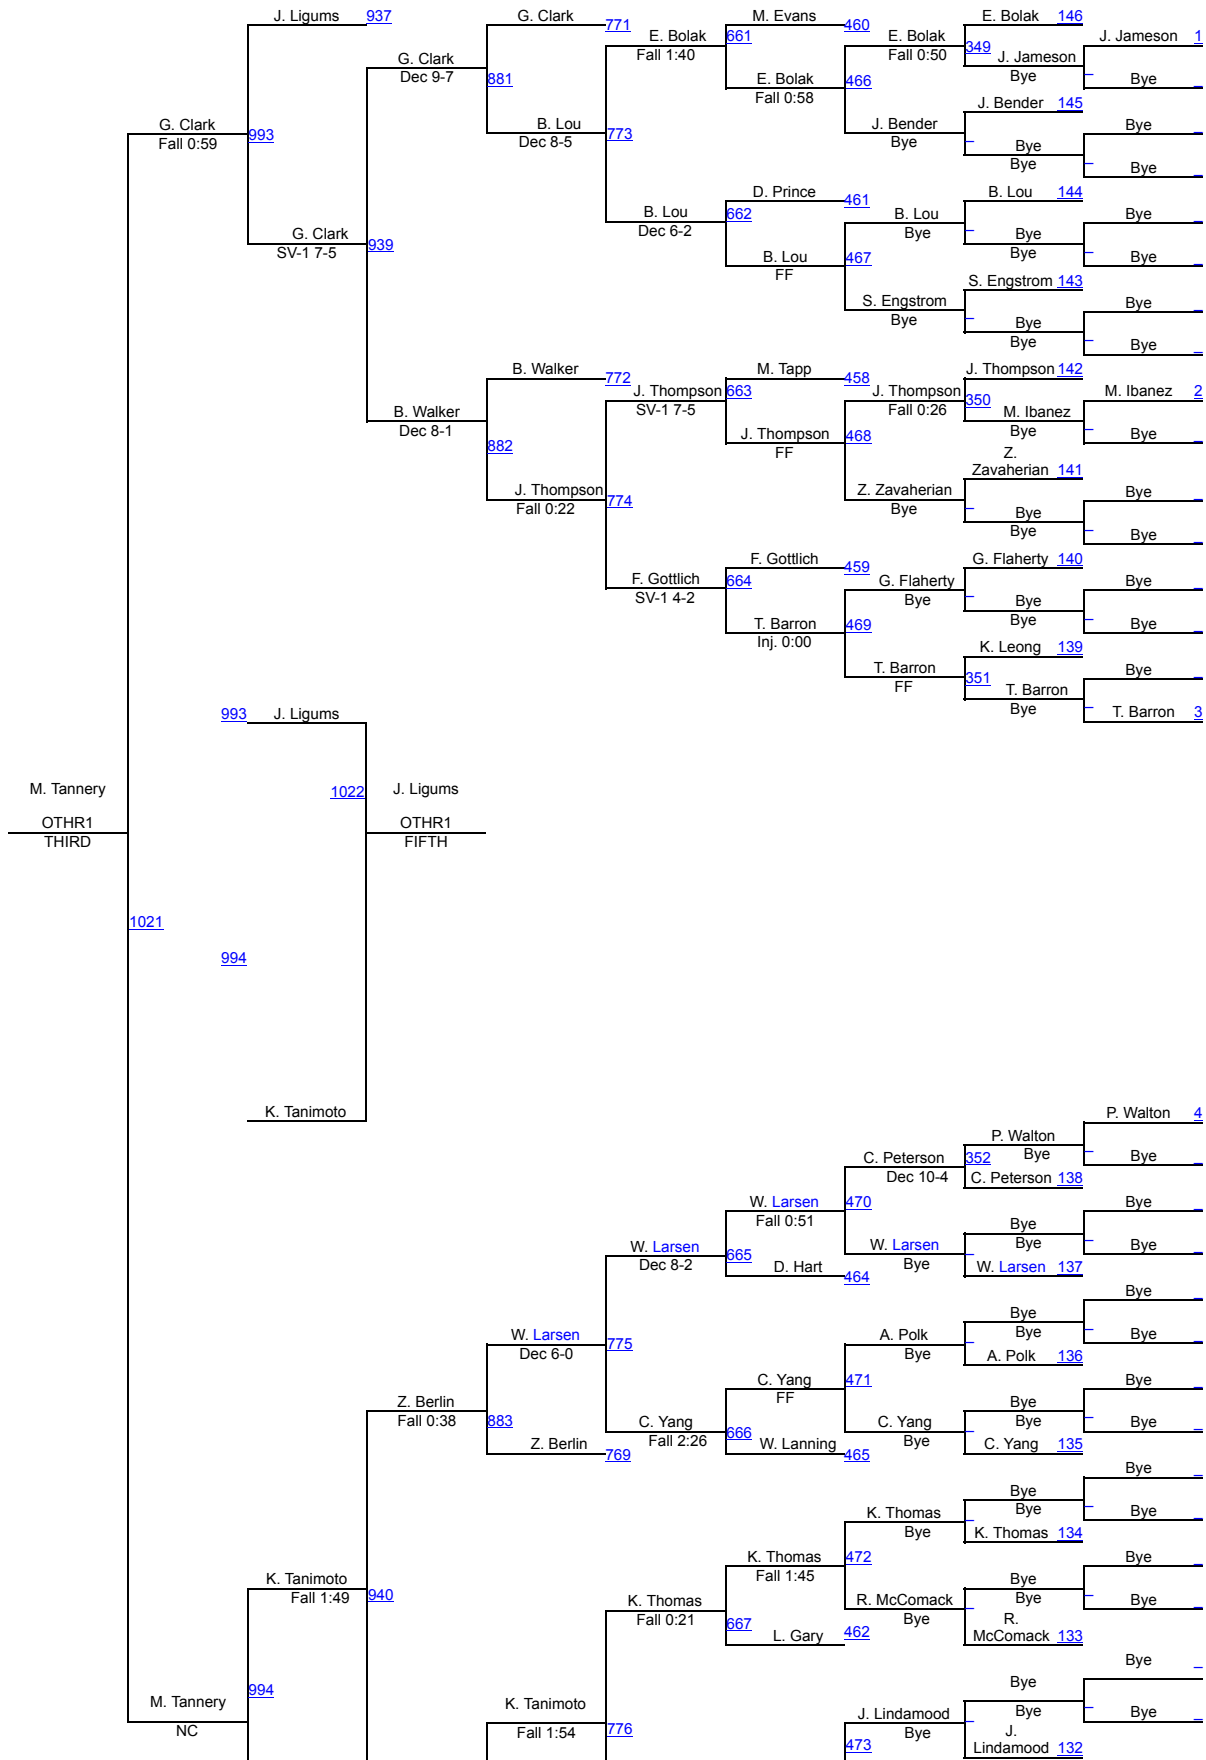 J. Ligums 937
G. Clark
771
M. Evans
460
E. Bolak 146
J. Jameson 1
E. Bolak
Fall 1:40
661
E. Bolak
Fall 0:50
349
J. Jameson
Bye
Bye
G. Clark
Dec 9-7
881
E. Bolak
Fall 0:58
466
J. Bender 145
G. Clark
Fall 0:59
993
B. Lou
Dec 8-5
773
J. Bender
Bye
Bye
Bye
Bye
Bye
D. Prince
461
B. Lou 144
B. Lou
Dec 6-2
662
B. Lou
Bye
Bye
Bye
Bye
Bye
G. Clark
SV-1 7-5
939
B. Lou
FF
467
S. Engstrom 143
S. Engstrom
Bye
Bye
Bye
Bye
Bye
B. Walker
772
M. Tapp
458
J. Thompson 142
J. Thompson
SV-1 7-5
663
J. Thompson
Fall 0:26
350
M. Ibanez 2
M. Ibanez
Bye
Bye
B. Walker
Dec 8-1
882
J. Thompson
FF
468
Z.
Zavaherian 141
J. Thompson
Fall 0:22
774
Z. Zavaherian
Bye
Bye
Bye
Bye
Bye
F. Gottlich
459
G. Flaherty 140
F. Gottlich
SV-1 4-2
664
G. Flaherty
Bye
Bye
Bye
Bye
Bye
T. Barron
Inj. 0:00
469
K. Leong 139
T. Barron
FF
351
T. Barron
Bye
Bye
T. Barron 3
993 J. Ligums
M. Tannery
1022
J. Ligums
OTHR1
THIRD
OTHR1
FIFTH
1021
994
K. Tanimoto
P. Walton 4
P. Walton
Bye
Bye
C. Peterson
Dec 10-4
352
C. Peterson 138
W. Larsen
Fall 0:51
470
Bye
Bye
Bye
Bye
W. Larsen
Dec 8-2
665
W. Larsen
Bye
W. Larsen 137
D. Hart
464
W. Larsen
Dec 6-0
775
A. Polk
Bye
Bye
Bye
Bye
Bye
A. Polk 136
C. Yang
FF
471
Z. Berlin
Fall 0:38
883
C. Yang
Fall 2:26
666
C. Yang
Bye
Bye
Bye
Bye
Bye
C. Yang 135
Z. Berlin
769
W. Lanning
465
K. Thomas
Bye
Bye
Bye
Bye
Bye
K. Thomas 134
K. Thomas
Fall 1:45
472
K. Tanimoto
Fall 1:49
940
K. Thomas
Fall 0:21
667
R. McComack
Bye
Bye
Bye
Bye
Bye
R.
McComack 133
L. Gary
462
M. Tannery
NC
994
K. Tanimoto
Fall 1:54
776
J. Lindamood
Bye
473
Bye
Bye
Bye
Bye
J.
Lindamood 132